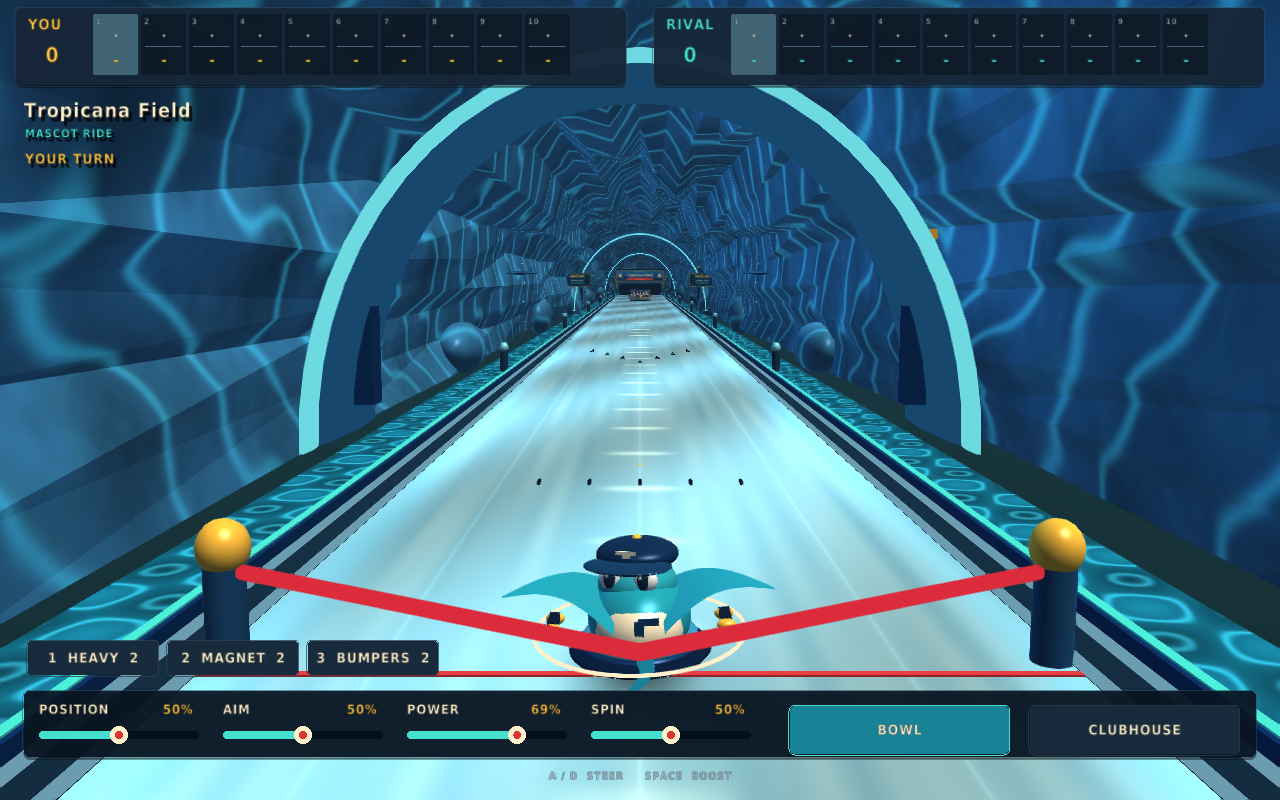 YOU
0
1 2 3 4 5 6 7 8 9 10
- - - - - - - - - -
RIVAL
0
1 2 3 4 5 6 7 8 9 10
- - - - - - - - - -
Tropicana Field
MASCOT RIDE
YOUR TURN
1 HEAVY 2
2 MAGNET 2
3 BUMPERS 2
POSITION 50%
AIM 50%
POWER 69%
SPIN 50%
BOWL
CLUBHOUSE
A / D STEER SPACE BOOST